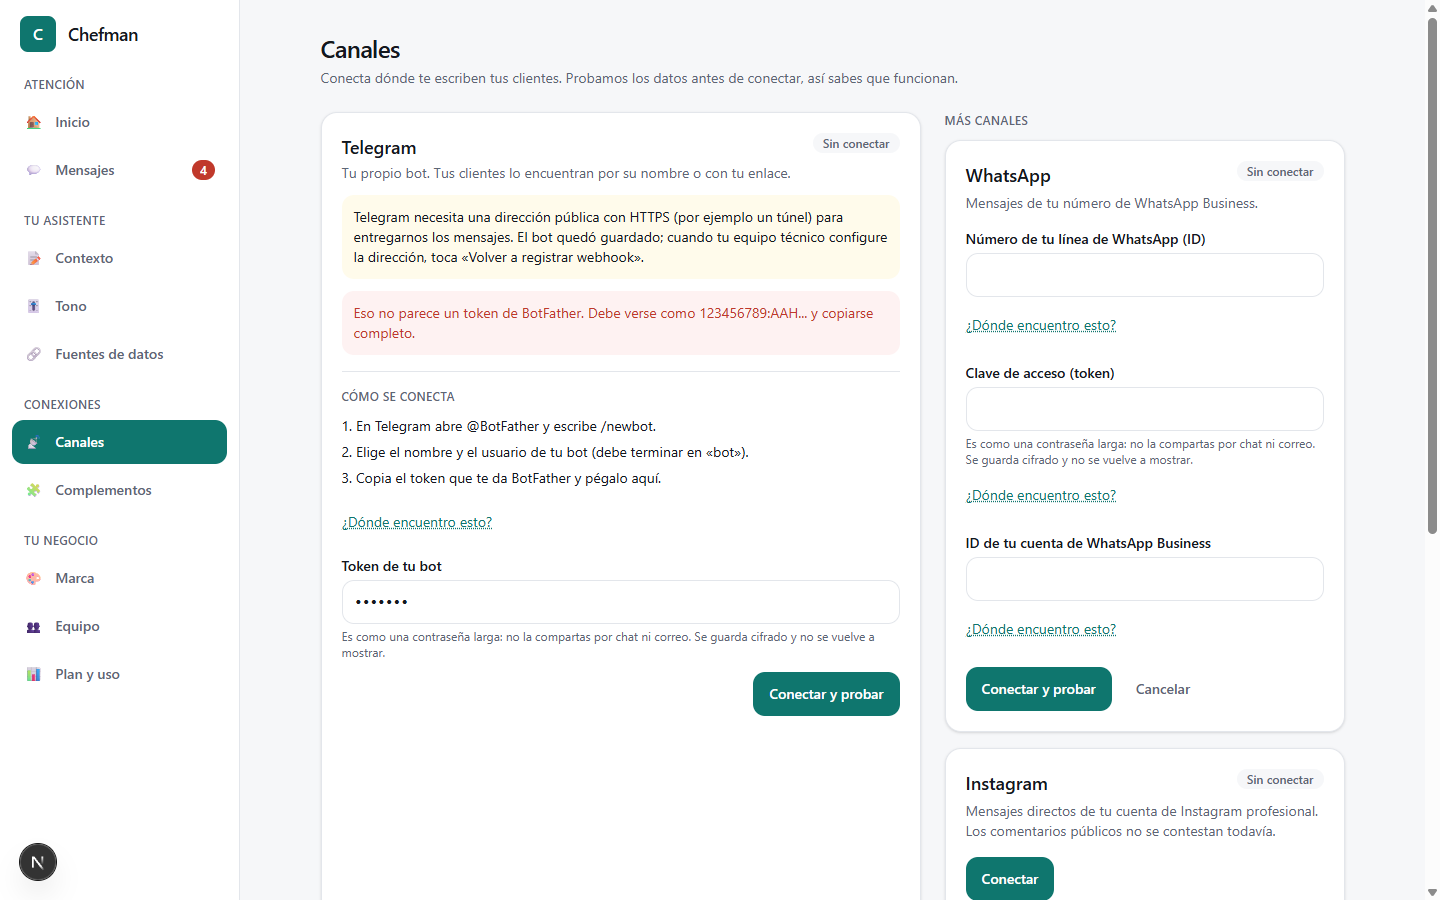 C
Chefman
ATENCIÓN
Inicio
Mensajes
4
TU ASISTENTE
Contexto
Tono
Fuentes de datos
CONEXIONES
Canales
Complementos
TU NEGOCIO
Marca
Equipo
Plan y uso
N
Canales
Conecta dónde te escriben tus clientes. Probamos los datos antes de conectar, así sabes que funcionan.
Telegram
Sin conectar
Tu propio bot. Tus clientes lo encuentran por su nombre o con tu enlace.
Telegram necesita una dirección pública con HTTPS (por ejemplo un túnel) para
entregarnos los mensajes. El bot quedó guardado; cuando tu equipo técnico configure
la dirección, toca «Volver a registrar webhook».
Eso no parece un token de BotFather. Debe verse como 123456789:AAH... y copiarse
completo.
CÓMO SE CONECTA
1. En Telegram abre @BotFather y escribe /newbot.
2. Elige el nombre y el usuario de tu bot (debe terminar en «bot»).
3. Copia el token que te da BotFather y pégalo aquí.
¿Dónde encuentro esto?
Token de tu bot
•••••••
Es como una contraseña larga: no la compartas por chat ni correo. Se guarda cifrado y no se vuelve a
mostrar.
Conectar y probar
MÁS CANALES
WhatsApp
Sin conectar
Mensajes de tu número de WhatsApp Business.
Número de tu línea de WhatsApp (ID)
¿Dónde encuentro esto?
Clave de acceso (token)
Es como una contraseña larga: no la compartas por chat ni correo.
Se guarda cifrado y no se vuelve a mostrar.
¿Dónde encuentro esto?
ID de tu cuenta de WhatsApp Business
¿Dónde encuentro esto?
Conectar y probar
Cancelar
Instagram
Sin conectar
Mensajes directos de tu cuenta de Instagram profesional.
Los comentarios públicos no se contestan todavía.
Conectar